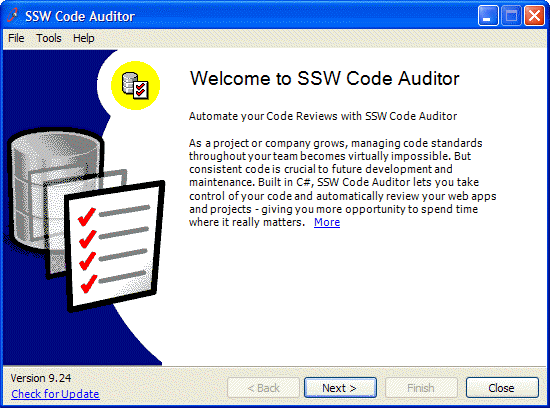 SSW Code Auditor
File Tools Help
Welcome to SSW Code Auditor
Automate your Code Reviews with SSW Code Auditor
As a project or company grows, managing code standards
throughout your team becomes virtually impossible. But
consistent code is crucial to future development and
maintenance. Built in C#, SSW Code Auditor lets you take
control of your code and automatically review your web apps
and projects - giving you more opportunity to spend time
where it really matters. More
Version 9.24
Check for Update
< Back Next > Finish Close